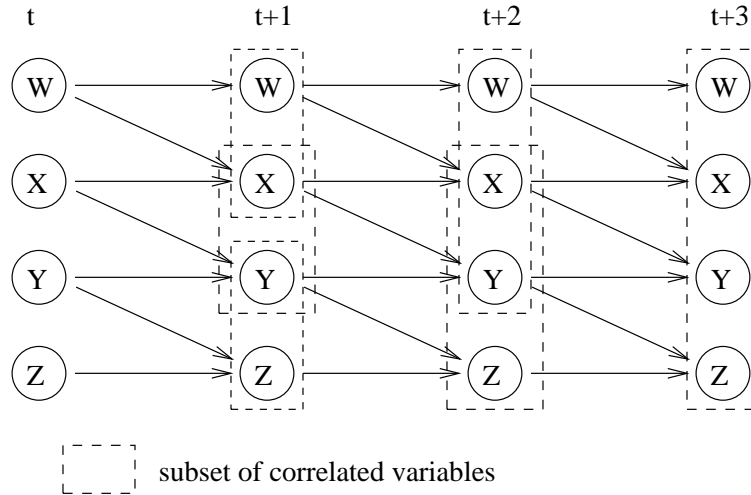 t t+1 t+2 t+3
W W W W
X X X X
Y Y Y Y
Z Z Z Z
subset of correlated variables